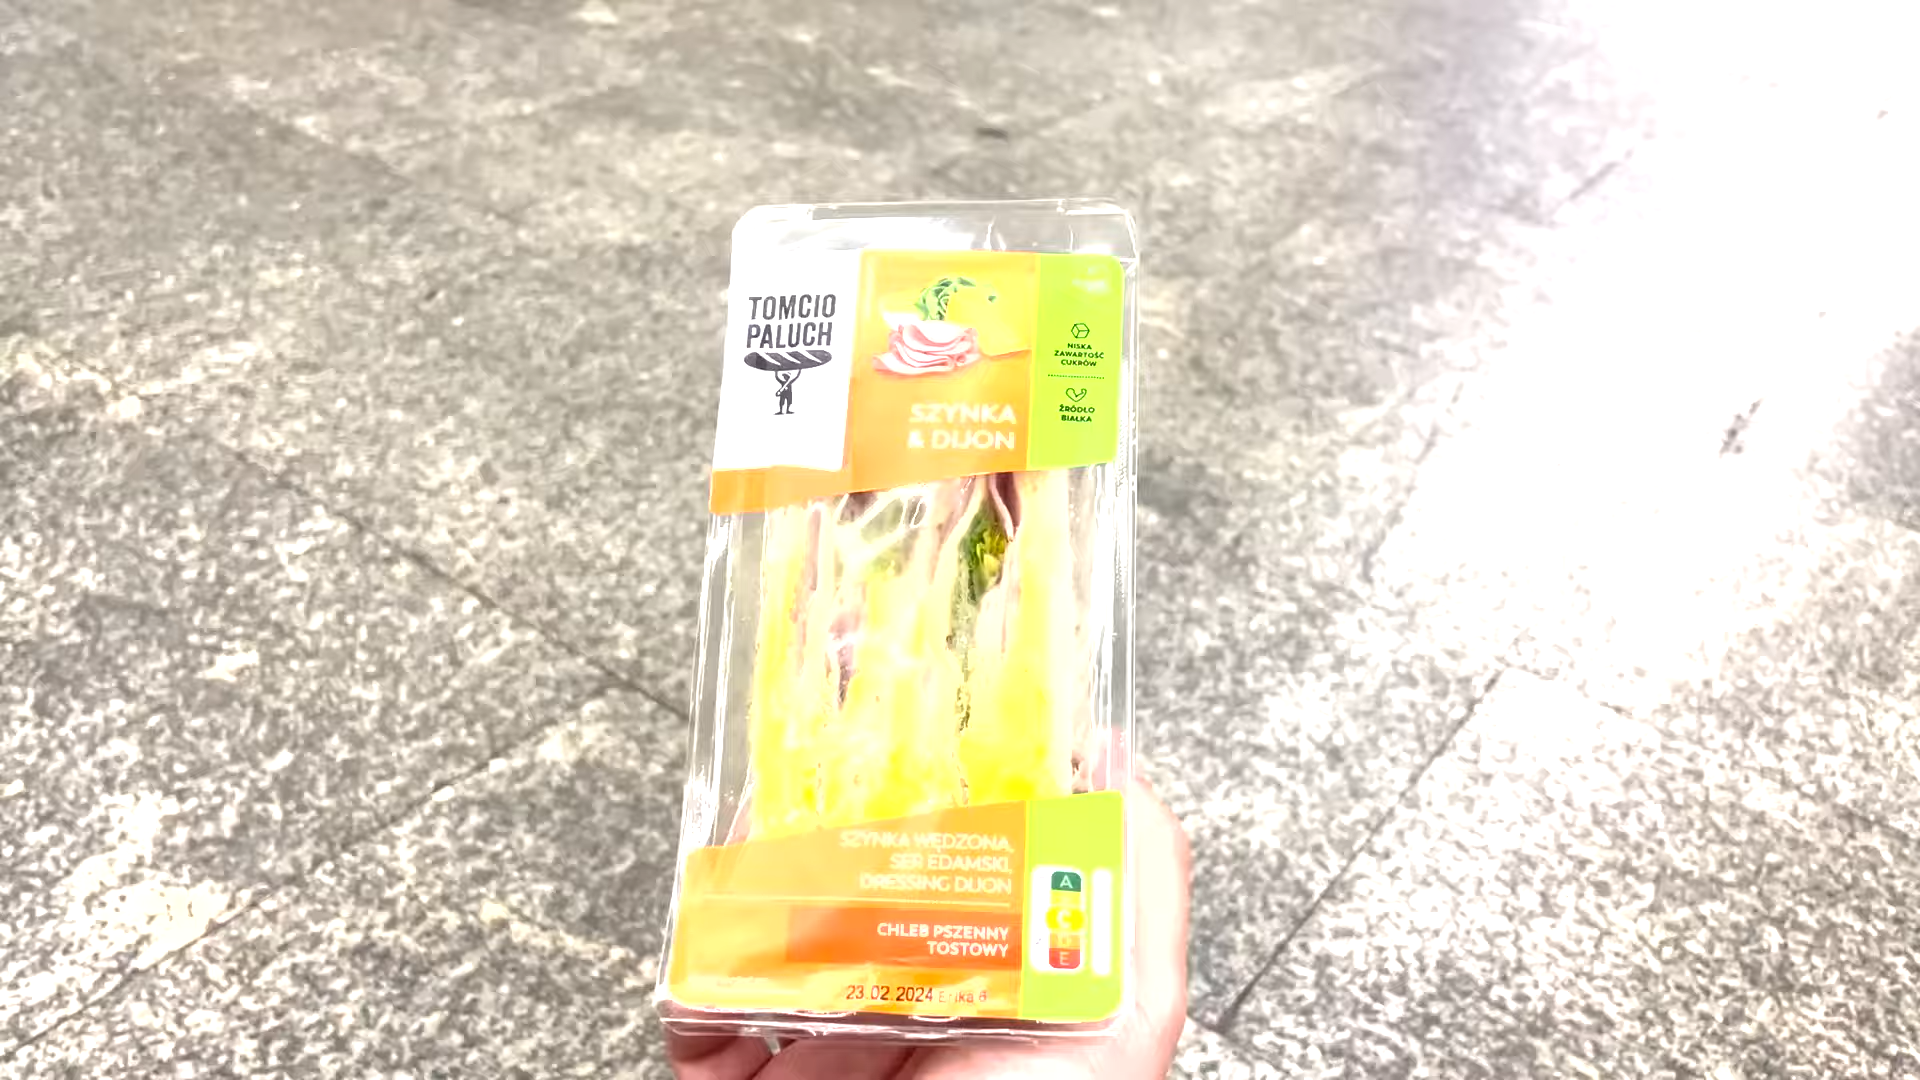 TOMCIO
PALUCH
SZYNKA
& DIJON
NISKA
ZAWARTOŚĆ
CUKRÓW
ŹRÓDŁO
BIAŁKA
SZYNKA WĘDZONA,
SER EDAMSKI,
DRESSING DIJON
CHLEB PSZENNY
TOSTOWY
A
C
D
E
23.02.2024